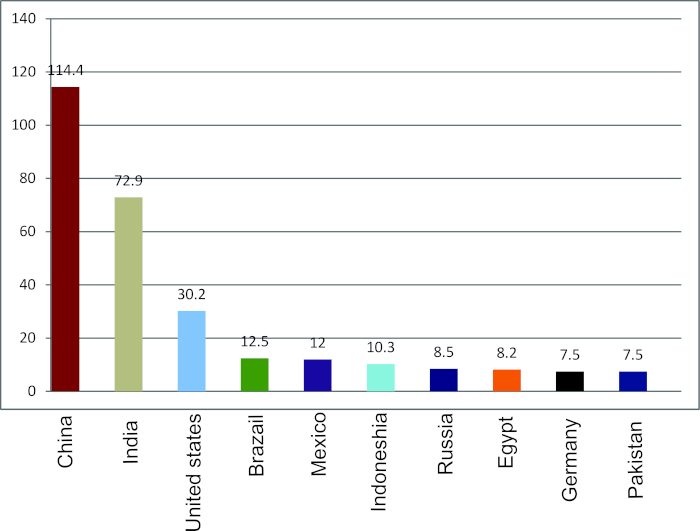 140
120
100
80
60
40
20
0
114.4
72.9
30.2
12.5
12
10.3
8.5
8.2
7.5
7.5
China
India
United states
Brazail
Mexico
Indoneshia
Russia
Egypt
Germany
Pakistan